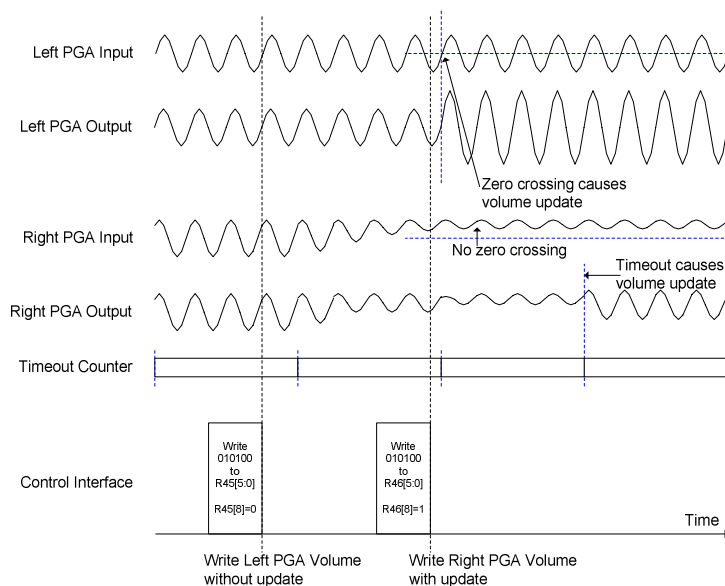 Left PGA Input
Left PGA Output
Zero crossing causes
volume update
Right PGA Input
No zero crossing
Timeout causes
volume update
Right PGA Output
Timeout Counter
Control Interface
Write
010100
to
R45[5:0]
R45[8]=0
Write
010100
to
R46[5:0]
R46[8]=1
Time
Write Left PGA Volume
without update
Write Right PGA Volume
with update